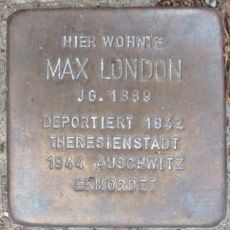 HIER WOHNTE
MAX LONDON
JG. 1889
DEPORTIERT 1942
THERESIENSTADT
1944 AUSCHWITZ
ERMORDET